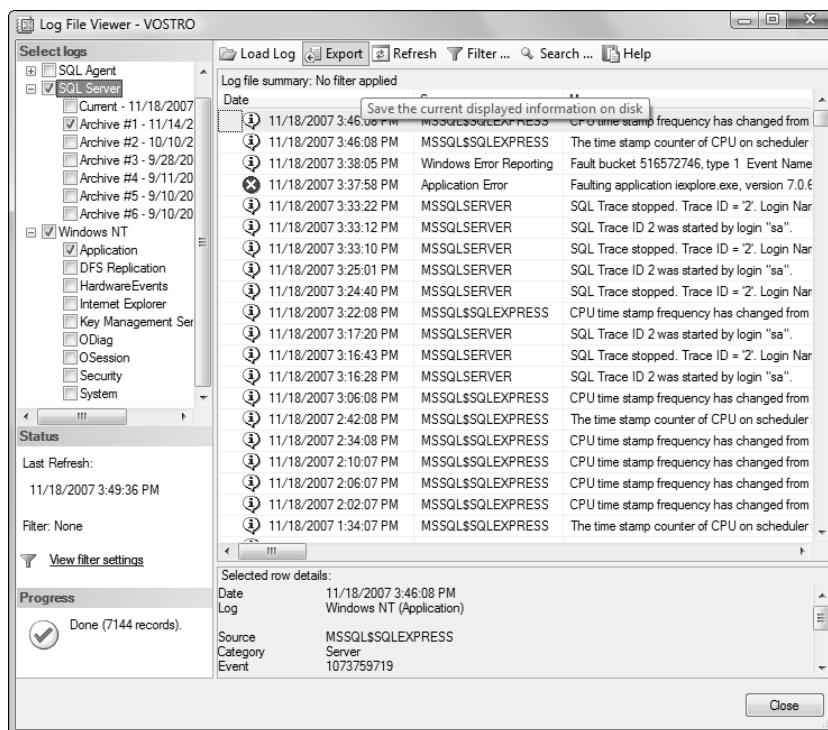 Log File Viewer - VOSTRO
Select logs
SQL Agent
SQL Server
Current - 11/18/2007
Archive #1 - 11/14/2
Archive #2 - 10/10/2
Archive #3 - 9/28/20
Archive #4 - 9/11/20
Archive #5 - 9/10/20
Archive #6 - 9/10/20
Windows NT
Application
DFS Replication
HardwareEvents
Internet Explorer
Key Management Ser
ODiag
OSession
Security
System
Status
Last Refresh:
11/18/2007 3:49:36 PM
Filter: None
View filter settings
Progress
Done (7144 records).
Load Log Export Refresh Filter ... Search ... Help
Log file summary: No filter applied
Date
Save the current displayed information on disk
11/18/2007 3:46:08 PM MSSQL$SQLEXPRESS CPU time stamp frequency has changed from
11/18/2007 3:46:08 PM MSSQL$SQLEXPRESS The time stamp counter of CPU on scheduler
11/18/2007 3:38:05 PM Windows Error Reporting Fault bucket 516572746, type 1 Event Name
11/18/2007 3:37:58 PM Application Error Faulting application iexplore.exe, version 7.0.6
11/18/2007 3:33:22 PM MSSQLSERVER SQL Trace stopped. Trace ID = '2'. Login Nar
11/18/2007 3:33:12 PM MSSQLSERVER SQL Trace ID 2 was started by login "sa".
11/18/2007 3:33:10 PM MSSQLSERVER SQL Trace stopped. Trace ID = '2'. Login Nar
11/18/2007 3:25:01 PM MSSQLSERVER SQL Trace ID 2 was started by login "sa".
11/18/2007 3:24:40 PM MSSQLSERVER SQL Trace stopped. Trace ID = '2'. Login Nar
11/18/2007 3:22:08 PM MSSQL$SQLEXPRESS CPU time stamp frequency has changed from
11/18/2007 3:17:20 PM MSSQLSERVER SQL Trace ID 2 was started by login "sa".
11/18/2007 3:16:43 PM MSSQLSERVER SQL Trace stopped. Trace ID = '2'. Login Nar
11/18/2007 3:16:28 PM MSSQLSERVER SQL Trace ID 2 was started by login "sa".
11/18/2007 3:06:08 PM MSSQL$SQLEXPRESS CPU time stamp frequency has changed from
11/18/2007 2:42:08 PM MSSQL$SQLEXPRESS The time stamp counter of CPU on scheduler
11/18/2007 2:34:08 PM MSSQL$SQLEXPRESS CPU time stamp frequency has changed from
11/18/2007 2:10:07 PM MSSQL$SQLEXPRESS CPU time stamp frequency has changed from
11/18/2007 2:06:07 PM MSSQL$SQLEXPRESS CPU time stamp frequency has changed from
11/18/2007 2:02:07 PM MSSQL$SQLEXPRESS CPU time stamp frequency has changed from
11/18/2007 1:34:07 PM MSSQL$SQLEXPRESS The time stamp counter of CPU on scheduler
Selected row details:
Date 11/18/2007 3:46:08 PM
Log Windows NT (Application)
Source MSSQL$SQLEXPRESS
Category Server
Event 1073759719
Close